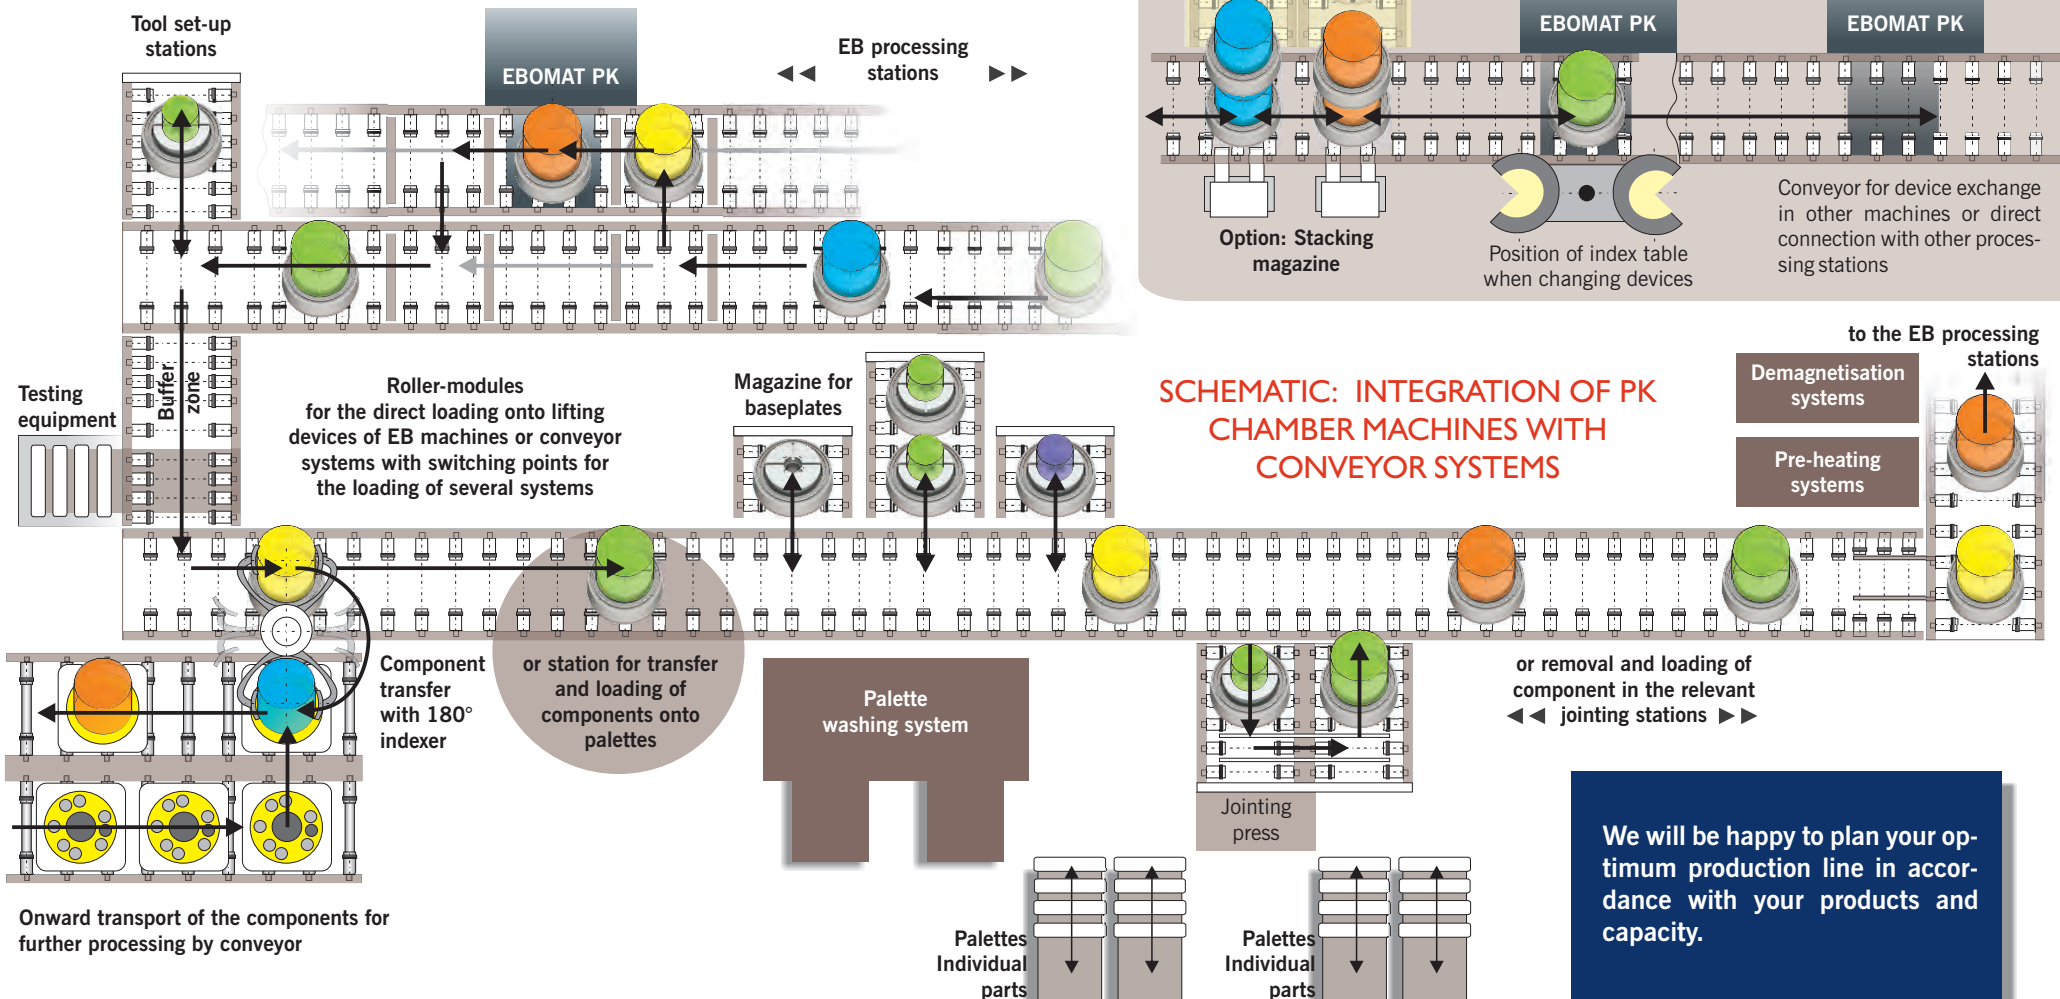 Tool set-up
stations
EBOMAT PK
EB processing
stations
EBOMAT PK
EBOMAT PK
Option: Stacking
magazine
Position of index table
when changing devices
Conveyor for device exchange
in other machines or direct
connection with other proces-
sing stations
Testing
equipment
Buffer
zone
Roller-modules
for the direct loading onto lifting
devices of EB machines or conveyor
systems with switching points for
the loading of several systems
Magazine for
baseplates
SCHEMATIC: INTEGRATION OF PK
CHAMBER MACHINES WITH
CONVEYOR SYSTEMS
to the EB processing
stations
Demagnetisation
systems
Pre-heating
systems
Component
transfer
with 180°
indexer
or station for transfer
and loading of
components onto
palettes
Palette
washing system
or removal and loading of
component in the relevant
jointing stations
Jointing
press
Onward transport of the components for
further processing by conveyor
Palettes
Individual
parts
Palettes
Individual
parts
We will be happy to plan your op-
timum production line in accor-
dance with your products and
capacity.